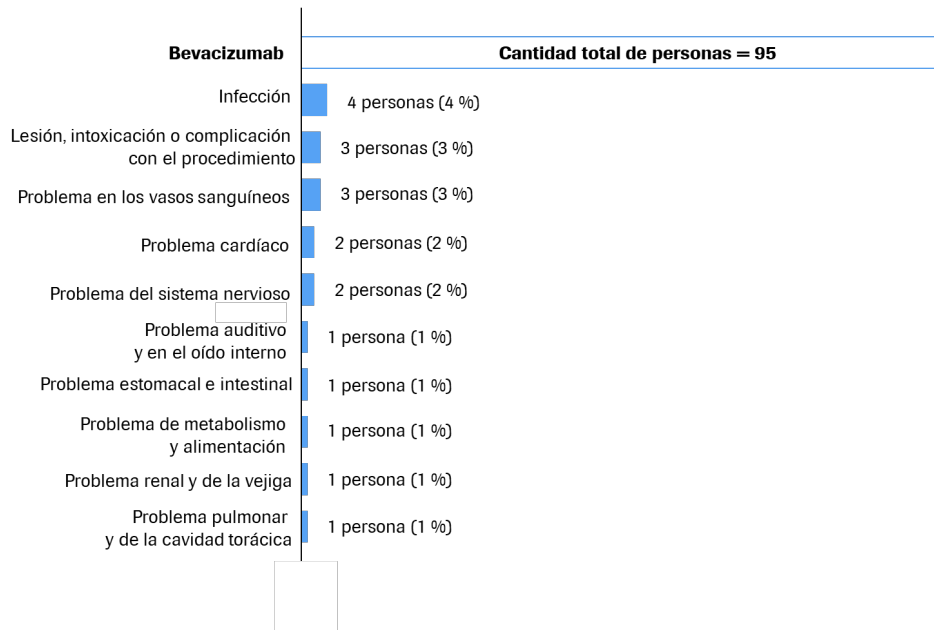 Bevacizumab
Cantidad total de personas = 95
Infección
4 personas (4 %)
Lesión, intoxicación o complicación
con el procedimiento
3 personas (3 %)
Problema en los vasos sanguíneos
3 personas (3 %)
Problema cardíaco
2 personas (2 %)
Problema del sistema nervioso
2 personas (2 %)
Problema auditivo
y en el oído interno
1 persona (1 %)
Problema estomacal e intestinal
1 persona (1 %)
Problema de metabolismo
y alimentación
1 persona (1 %)
Problema renal y de la vejiga
1 persona (1 %)
Problema pulmonar
y de la cavidad torácica
1 persona (1 %)